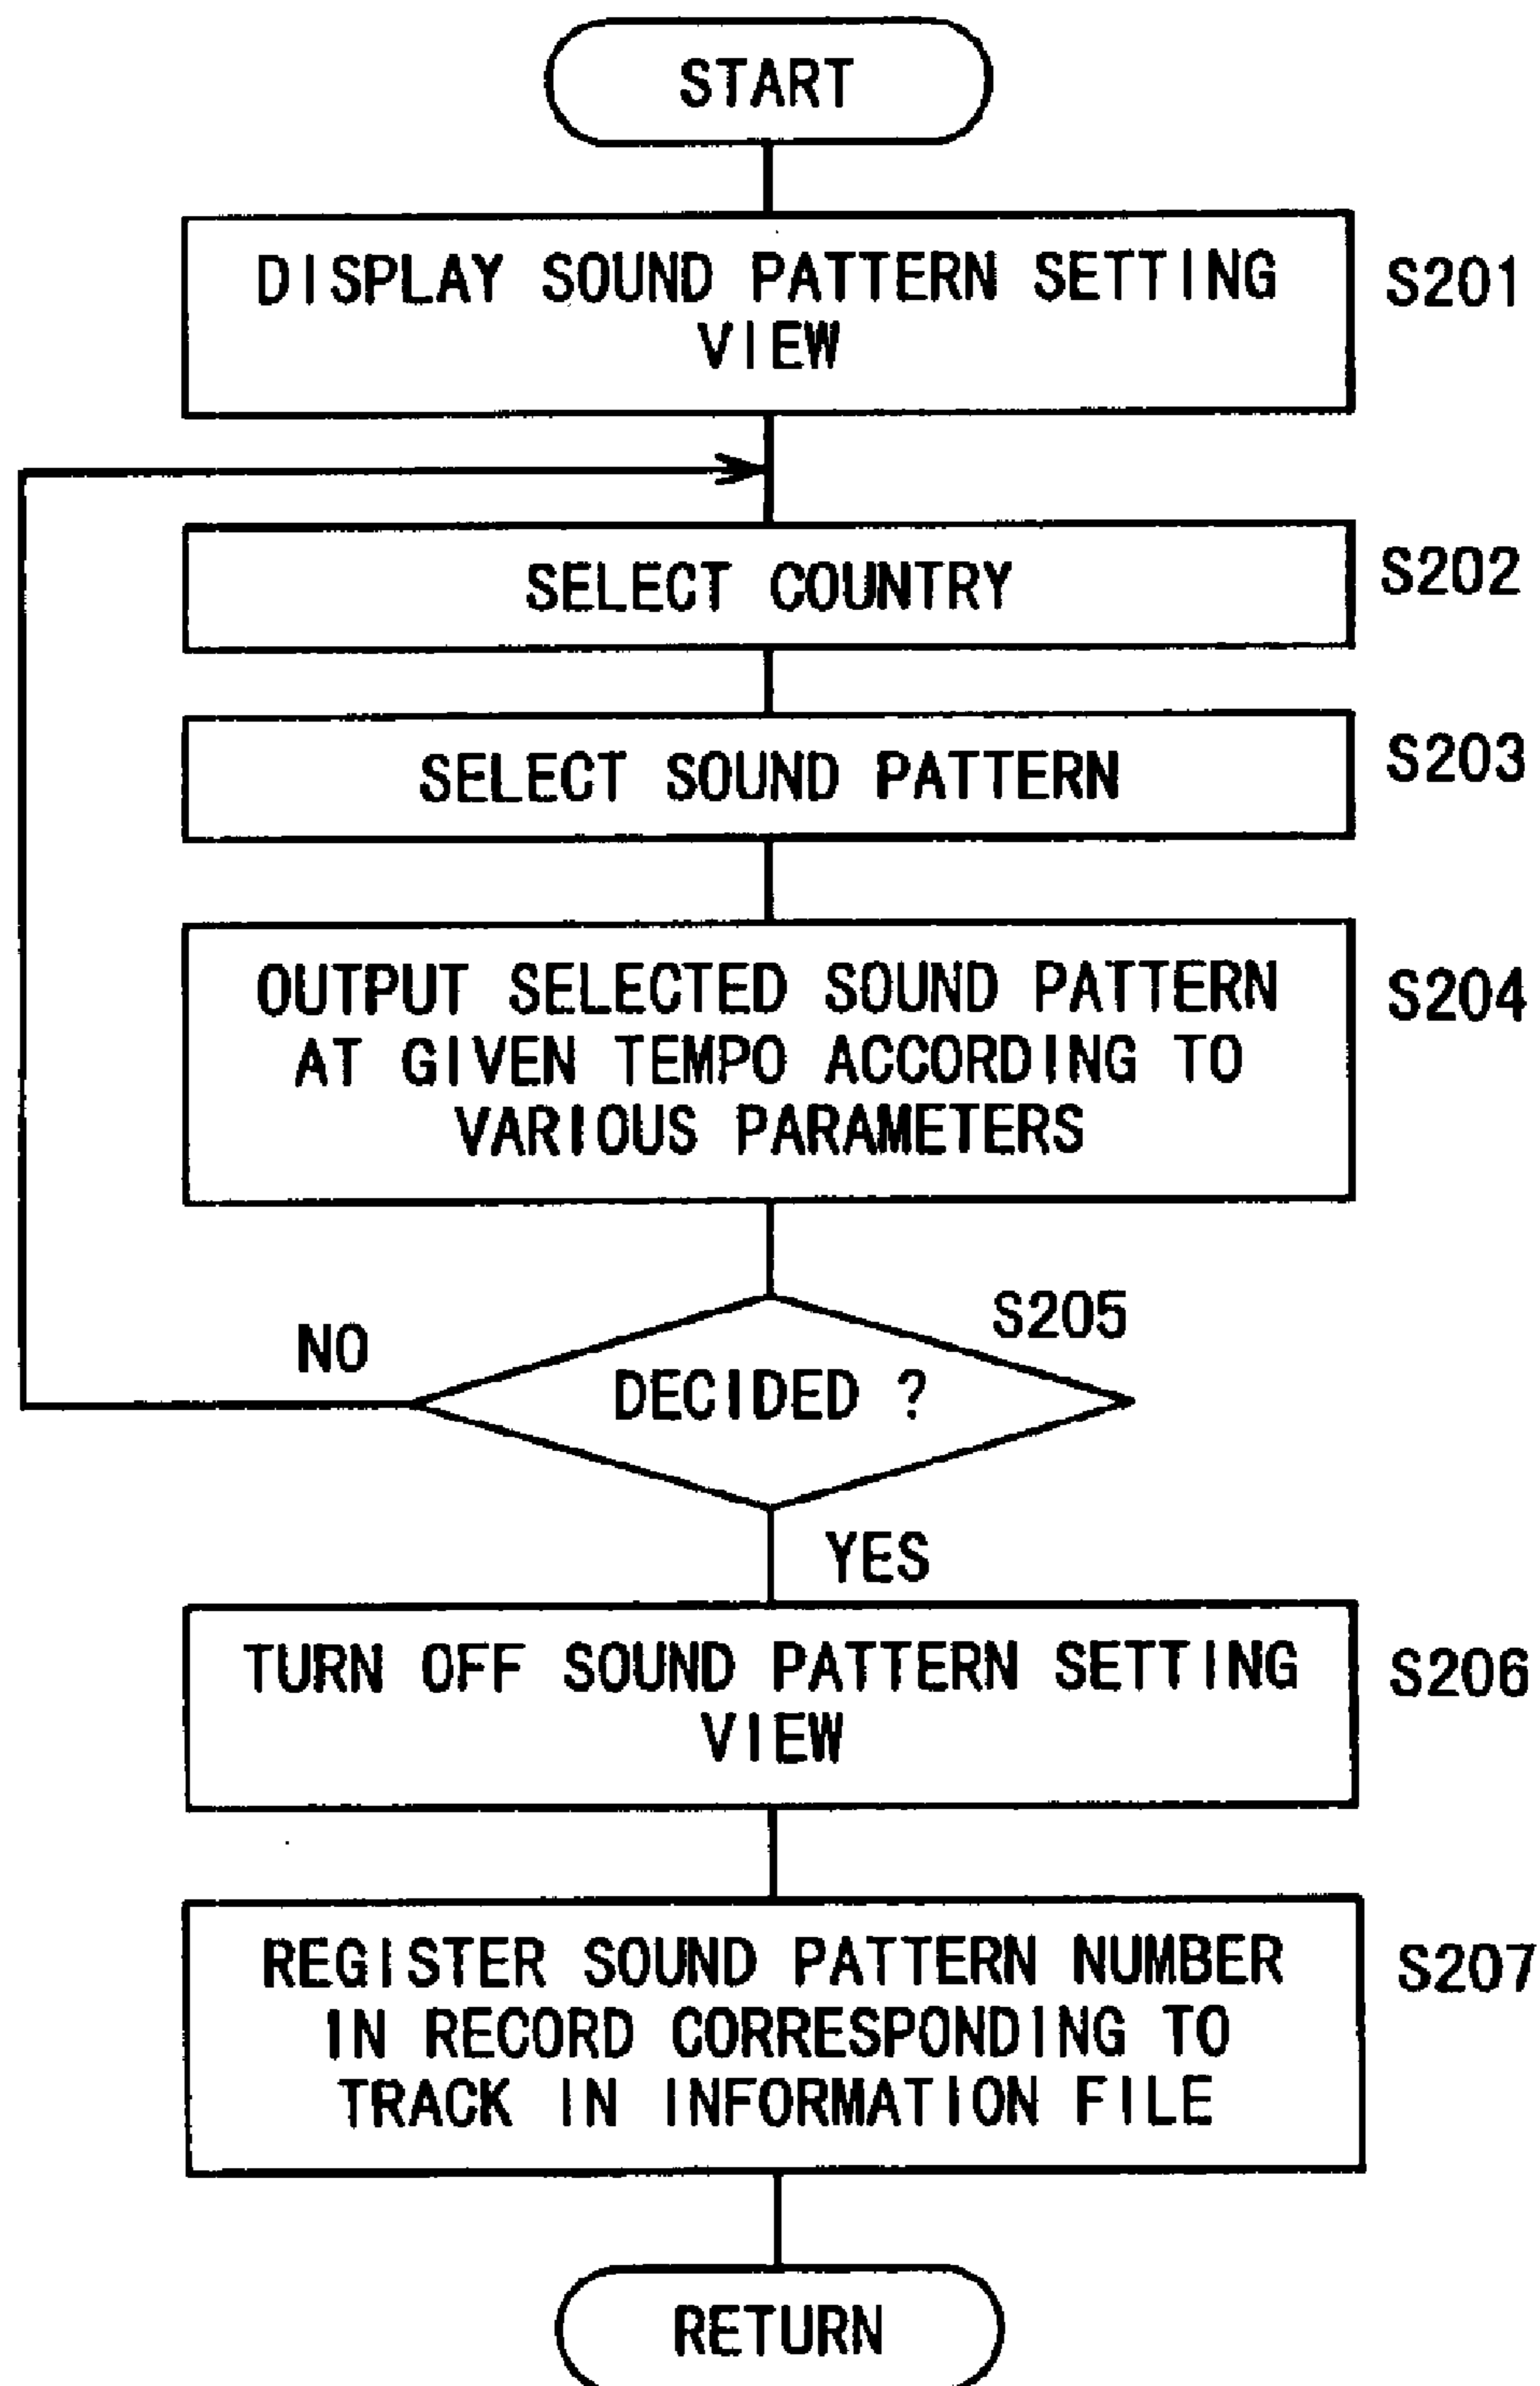 START
DISPLAY SOUND PATTERN SETTING
VIEW
S201
SELECT COUNTRY
S202
SELECT SOUND PATTERN
S203
OUTPUT SELECTED SOUND PATTERN
AT GIVEN TEMPO ACCORDING TO
VARIOUS PARAMETERS
S204
S205
NO
DECIDED ?
YES
TURN OFF SOUND PATTERN SETTING
VIEW
S206
REGISTER SOUND PATTERN NUMBER
IN RECORD CORRESPONDING TO
TRACK IN INFORMATION FILE
S207
RETURN